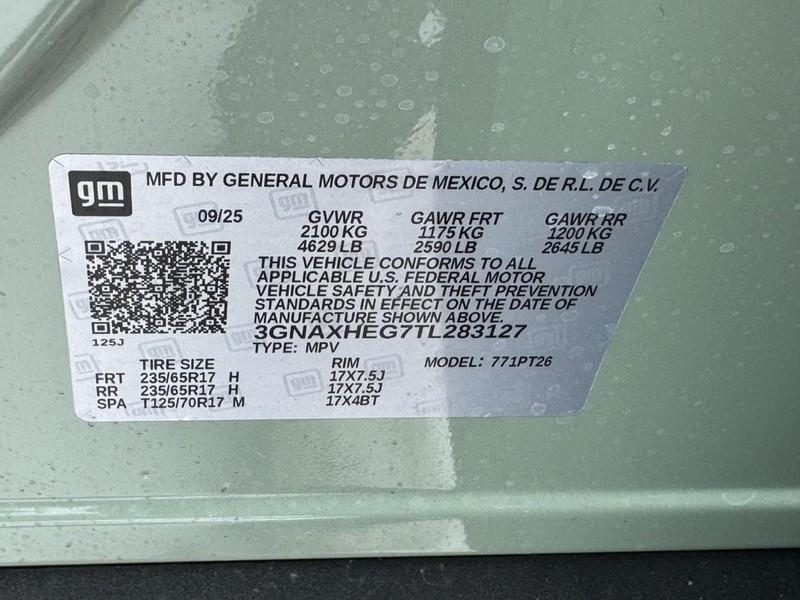 gm MFD BY GENERAL MOTORS DE MEXICO, S. DE R.L. DE C.V.
09/25 GVWR GAWR FRT GAWR RR
2100 KG 1175 KG 1200 KG
4629 LB 2590 LB 2645 LB
THIS VEHICLE CONFORMS TO ALL
APPLICABLE U.S. FEDERAL MOTOR
VEHICLE SAFETY AND THEFT PREVENTION
STANDARDS IN EFFECT ON THE DATE OF
MANUFACTURE SHOWN ABOVE.
3GNAXHEG7TL283127
125J
TYPE: MPV MODEL: 771PT26
TIRE SIZE RIM
FRT 235/65R17 H 17X7.5J
RR 235/65R17 H 17X7.5J
SPA T125/70R17 M 17X4BT